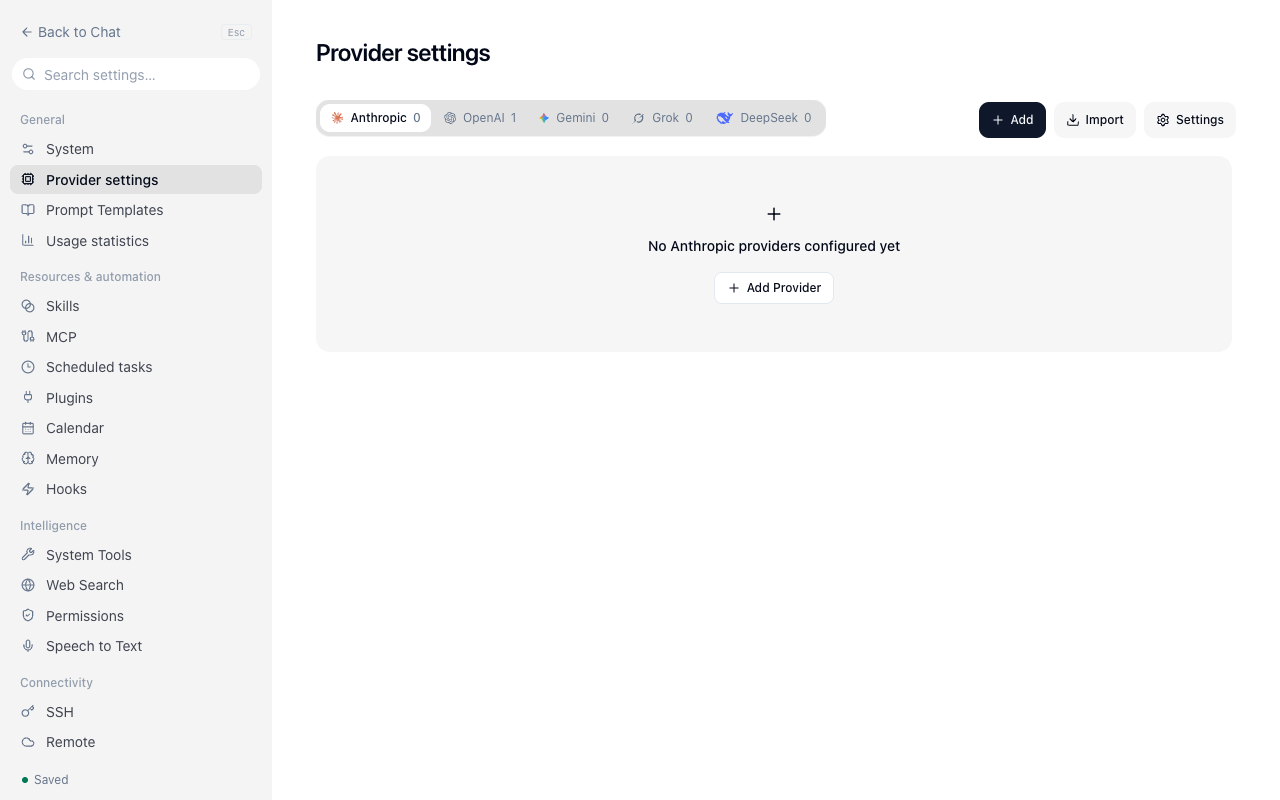 Back to Chat
Esc
Search settings...
General
System
Provider settings
Prompt Templates
Usage statistics
Resources & automation
Skills
MCP
Scheduled tasks
Plugins
Calendar
Memory
Hooks
Intelligence
System Tools
Web Search
Permissions
Speech to Text
Connectivity
SSH
Remote
Saved
Provider settings
Anthropic 0
OpenAI 1
Gemini 0
Grok 0
DeepSeek 0
Add
Import
Settings
No Anthropic providers configured yet
Add Provider